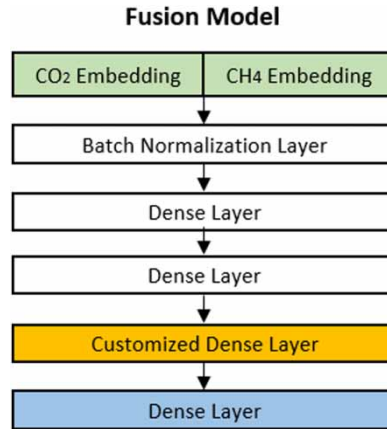 Fusion Model
CO2 Embedding CH4 Embedding
Batch Normalization Layer
Dense Layer
Dense Layer
Customized Dense Layer
Dense Layer